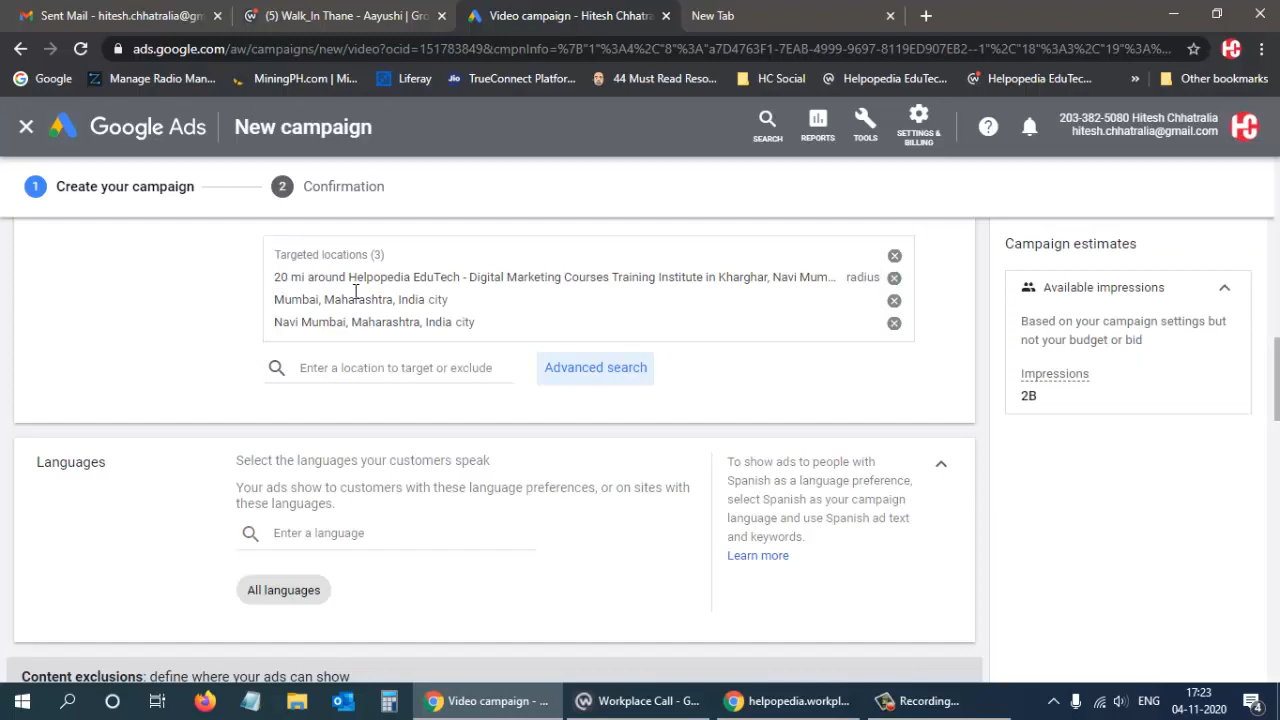 Sent Mail - hitesh.chhatralia@gm
(5) Walk_In Thane - Aayushi | Gro
Video campaign - Hitesh Chhatra
New Tab
ads.google.com/aw/campaigns/new/video?ocid=151783849&cmpnInfo=%7B"1"%3A4%2C"8"%3A"a7D4763F1-7EAB-4999-9697-8119ED907EB2--1"%2C"18"%3A3%2C"19"%3A%...
Google
Manage Radio Man...
MiningPH.com | Mi...
Liferay
Jio
TrueConnect Platfor...
44 Must Read Resou...
HC Social
Helpopedia EduTec...
Helpopedia EduTec...
»
Other bookmarks
Google Ads
New campaign
SEARCH
REPORTS
TOOLS
SETTINGS &
BILLING
203-382-5080 Hitesh Chhatralia
hitesh.chhatralia@gmail.com
HC
1 Create your campaign
2 Confirmation
Targeted locations (3)
20 mi around Helpopedia EduTech - Digital Marketing Courses Training Institute in Kharghar, Navi Mum... radius
Mumbai, Maharashtra, India city
Navi Mumbai, Maharashtra, India city
Enter a location to target or exclude
Advanced search
Campaign estimates
Available impressions
Based on your campaign settings but
not your budget or bid
Impressions
2B
Languages
Select the languages your customers speak
Your ads show to customers with these language preferences, or on sites with
these languages.
Enter a language
All languages
To show ads to people with
Spanish as a language preference,
select Spanish as your campaign
language and use Spanish ad text
and keywords.
Learn more
Content exclusions: define where your ads can show
Video campaign - ...
Workplace Call - G...
helpopedia.workpl...
Recording...
ENG
17:23
04-11-2020
4